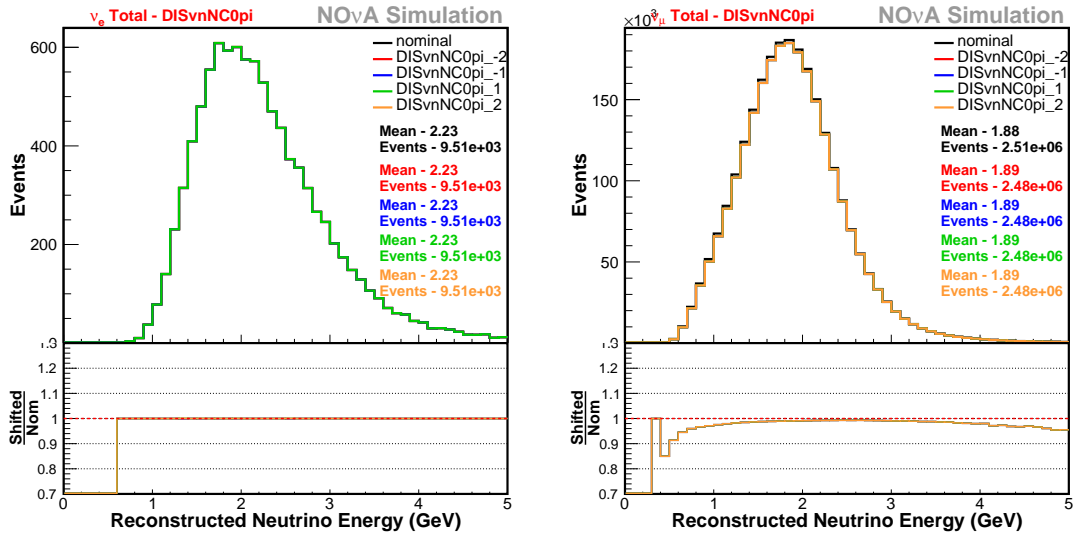 νe Total - DISvnNC0pi
NOνA Simulation
nominal
DISvnNC0pi_-2
DISvnNC0pi_-1
DISvnNC0pi_1
DISvnNC0pi_2
Mean - 2.23
Events - 9.51e+03
Mean - 2.23
Events - 9.51e+03
Mean - 2.23
Events - 9.51e+03
Mean - 2.23
Events - 9.51e+03
Mean - 2.23
Events - 9.51e+03
Events
600
400
200
1.3
1.2
1.1
1
0.9
0.8
0.7
Shifted
Nom
0 1 2 3 4 5
Reconstructed Neutrino Energy (GeV)
×10³
νμ Total - DISvnNC0pi
NOνA Simulation
nominal
DISvnNC0pi_-2
DISvnNC0pi_-1
DISvnNC0pi_1
DISvnNC0pi_2
Mean - 1.88
Events - 2.51e+06
Mean - 1.89
Events - 2.48e+06
Mean - 1.89
Events - 2.48e+06
Mean - 1.89
Events - 2.48e+06
Mean - 1.89
Events - 2.48e+06
Events
150
100
50
1.3
1.2
1.1
1
0.9
0.8
0.7
Shifted
Nom
0 1 2 3 4 5
Reconstructed Neutrino Energy (GeV)